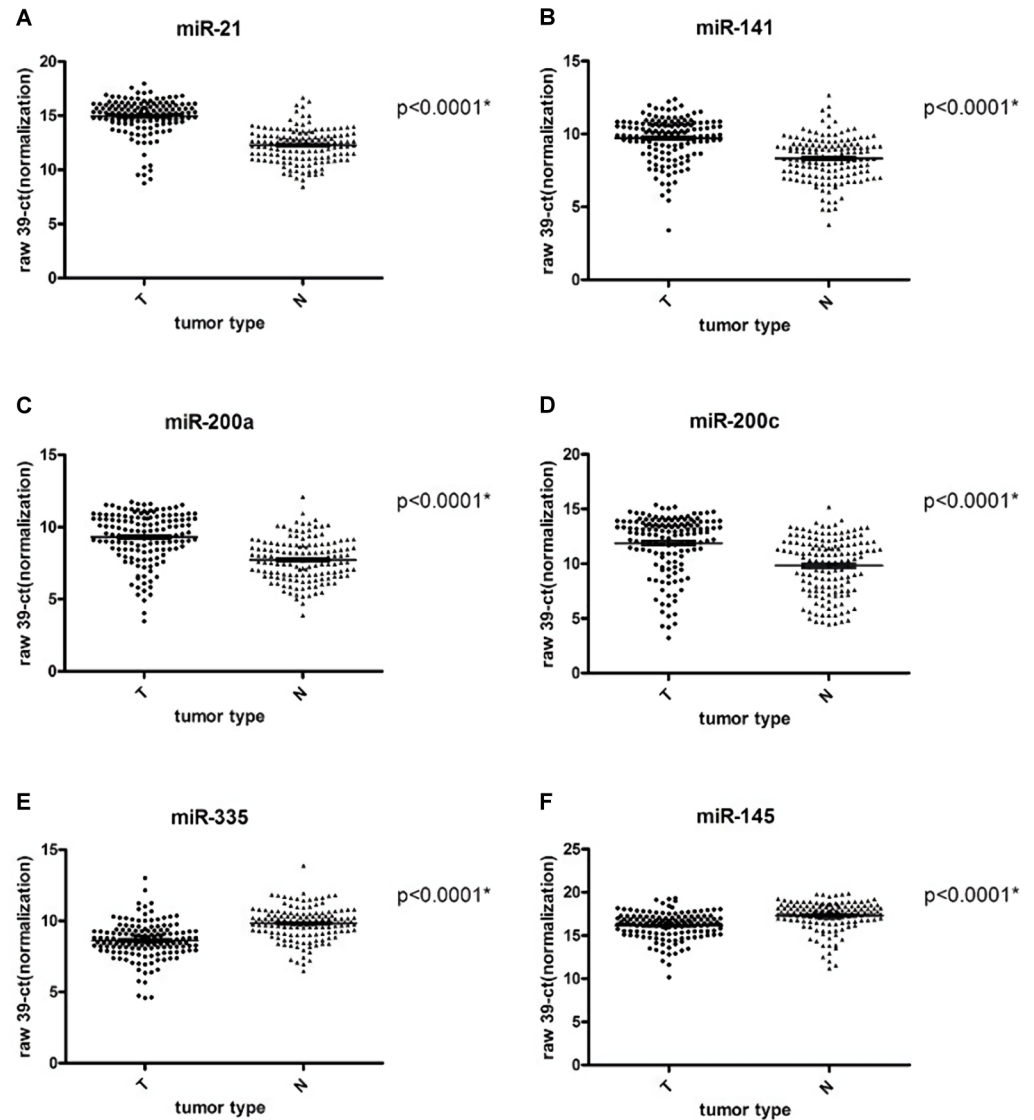 A
miR-21
raw 39-ct(normalization)
20
15
10
5
0
T
N
tumor type
p<0.0001*
B
miR-141
raw 39-ct(normalization)
15
10
5
0
T
N
tumor type
p<0.0001*
C
miR-200a
raw 39-ct(normalization)
15
10
5
0
T
N
tumor type
p<0.0001*
D
miR-200c
raw 39-ct(normalization)
20
15
10
5
0
T
N
tumor type
p<0.0001*
E
miR-335
raw 39-ct(normalization)
15
10
5
0
T
N
tumor type
p<0.0001*
F
miR-145
raw 39-ct(normalization)
25
20
15
10
5
0
T
N
tumor type
p<0.0001*